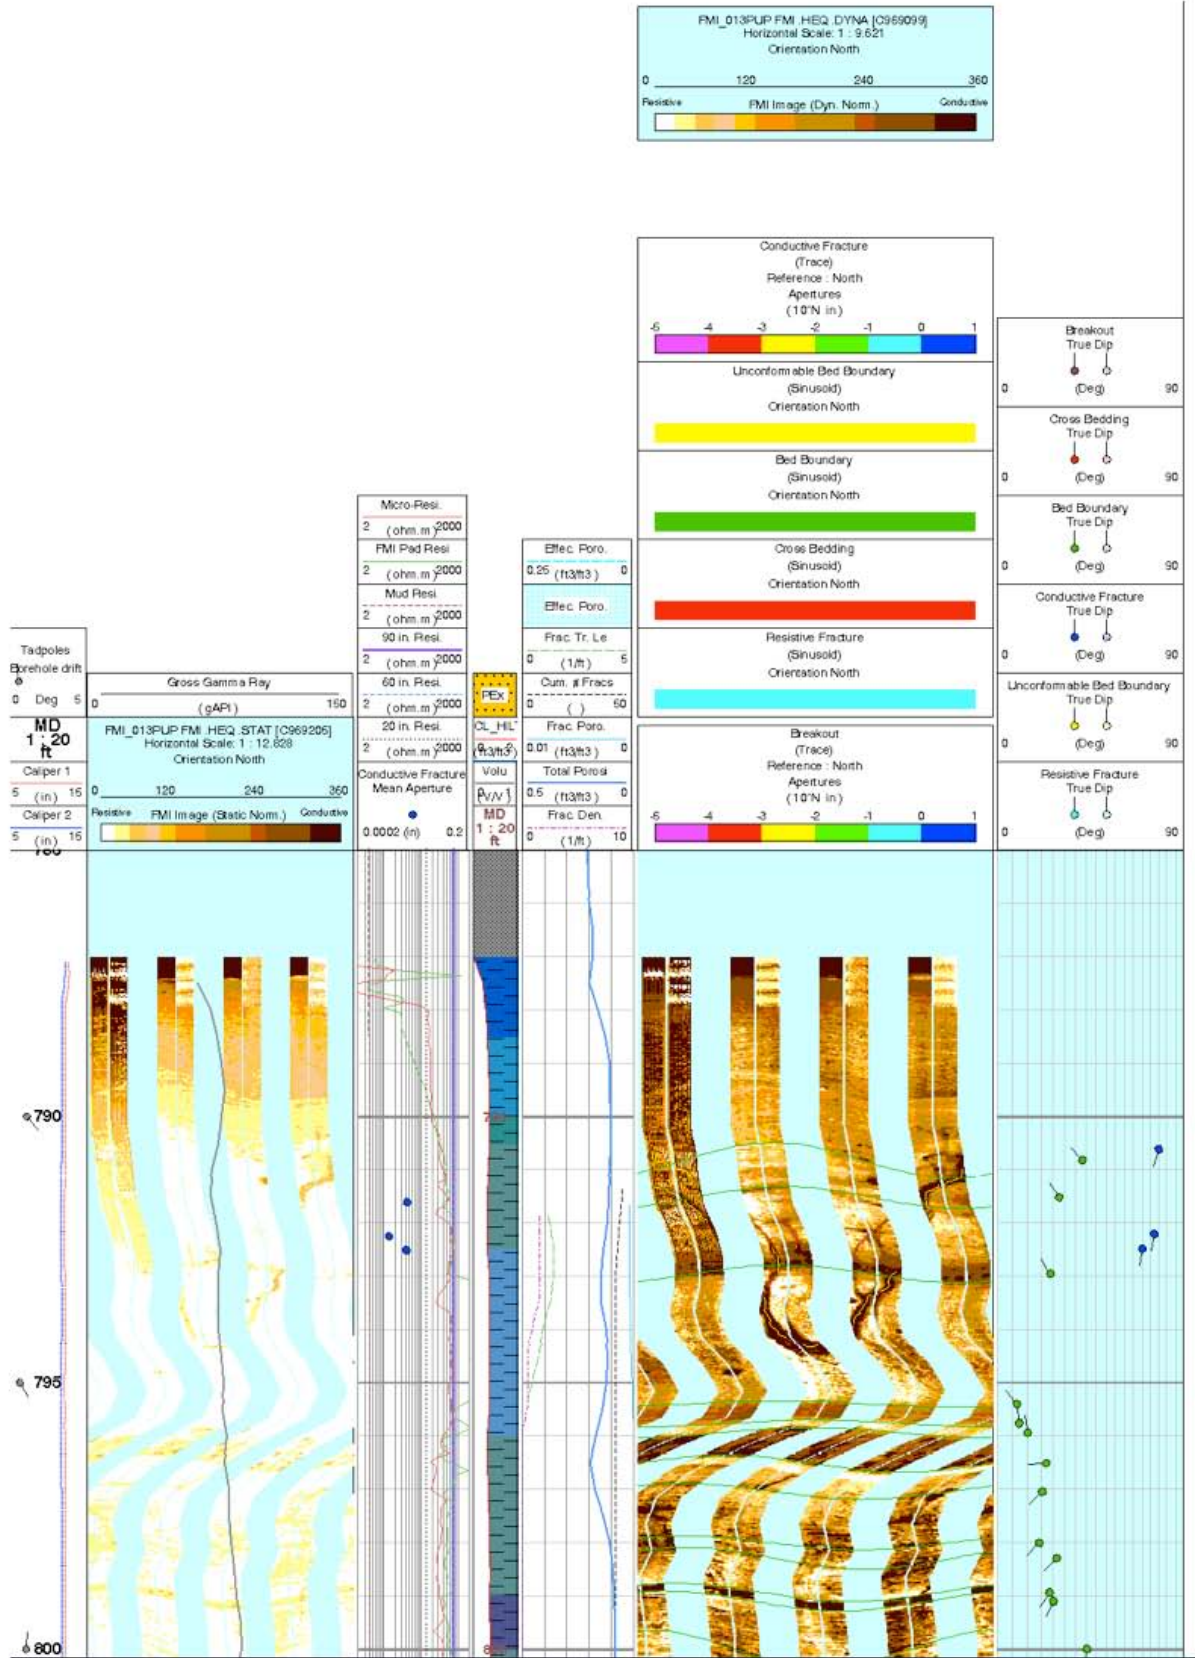 FMI_013PUP FMI .HEQ .DYNA [C969099]
Horizontal Scale: 1 : 9.621
Orientation North
0 120 240 360
Resistive FMI Image (Dyn. Norm.) Conductive
Conductive Fracture
(Trace)
Reference : North
Apertures
(10^N in)
-5 -4 -3 -2 -1 0 1
Unconformable Bed Boundary
(Sinusoid)
Orientation North
Bed Boundary
(Sinusoid)
Orientation North
Cross Bedding
(Sinusoid)
Orientation North
Resistive Fracture
(Sinusoid)
Orientation North
Breakout
(Trace)
Reference : North
Apertures
(10^N in)
-5 -4 -3 -2 -1 0 1
Breakout
True Dip
0 (Deg) 90
Cross Bedding
True Dip
0 (Deg) 90
Bed Boundary
True Dip
0 (Deg) 90
Conductive Fracture
True Dip
0 (Deg) 90
Unconformable Bed Boundary
True Dip
0 (Deg) 90
Resistive Fracture
True Dip
0 (Deg) 90
Tadpoles
Borehole drift
0 Deg 5
MD
1 : 20
ft
Caliper 1
5 (in) 15
Caliper 2
5 (in) 15
Gross Gamma Ray
0 (gAPI) 150
FMI_013PUP FMI .HEQ .STAT [C969205]
Horizontal Scale: 1 : 12.828
Orientation North
0 120 240 360
Resistive FMI Image (Static Norm.) Conductive
Micro-Resi.
2 (ohm.m) 2000
FMI Pad Resi
2 (ohm.m) 2000
Mud Resi
2 (ohm.m) 2000
90 in. Resi.
2 (ohm.m) 2000
60 in. Resi.
2 (ohm.m) 2000
20 in. Resi.
2 (ohm.m) 2000
Conductive Fracture
Mean Aperture
0.0002 (in) 0.2
PEx
CL_HIL
(ft3/ft3)
Volu
MD
1 : 20
ft
Effec. Poro.
0.25 (ft3/ft3) 0
Effec. Poro.
Frac. Tr. Le
0 (1/ft) 5
Cum. # Fracs
0 ( ) 50
Frac. Poro.
0.01 (ft3/ft3) 0
Total Porosi
0.5 (ft3/ft3) 0
Frac. Den.
0 (1/ft) 10
790
795
800